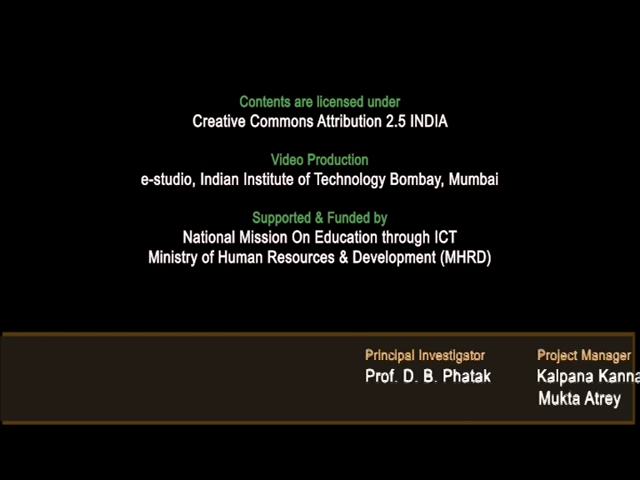 Contents are licensed under
Creative Commons Attribution 2.5 INDIA
Video Production
e-studio, Indian Institute of Technology Bombay, Mumbai
Supported & Funded by
National Mission On Education through ICT
Ministry of Human Resources & Development (MHRD)
Principal Investigator
Prof. D. B. Phatak
Project Manager
Kalpana
Mukta Atrey